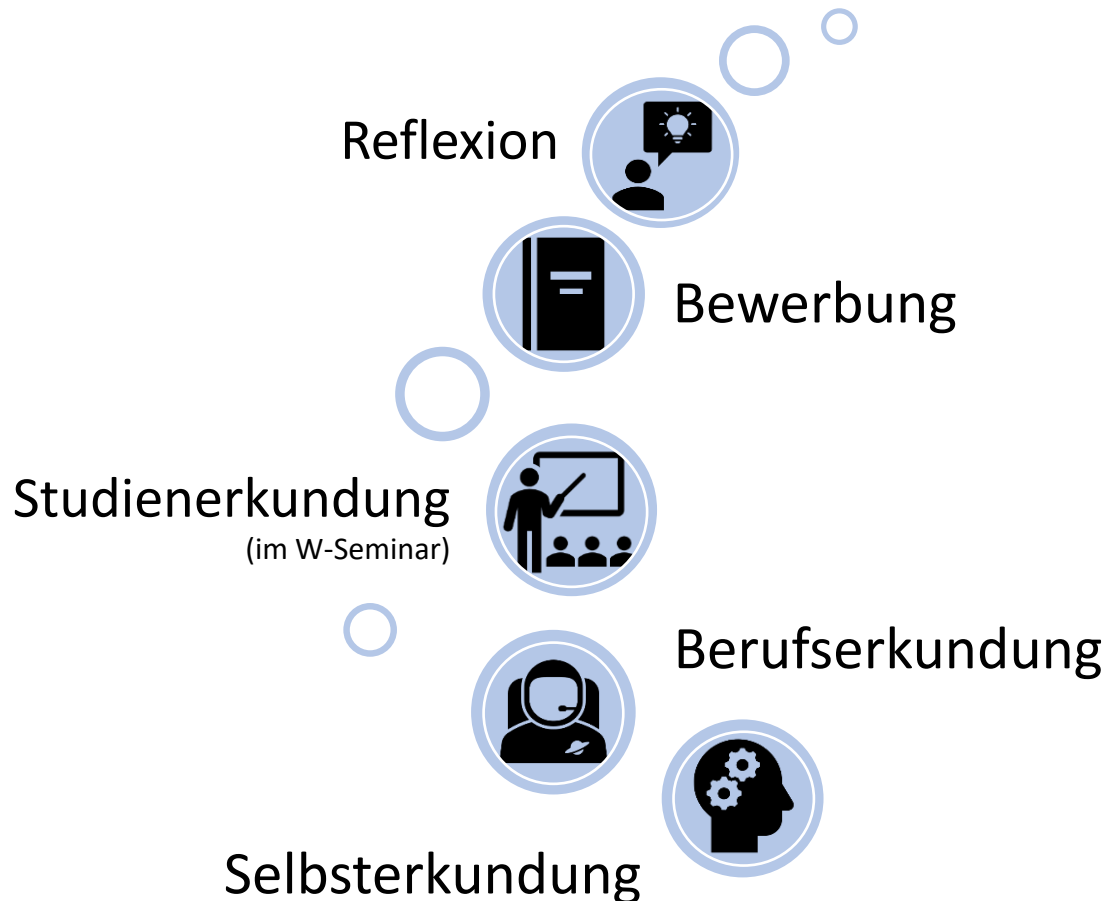 Reflexion
Bewerbung
Studienerkundung
(im W-Seminar)
Berufserkundung
Selbsterkundung